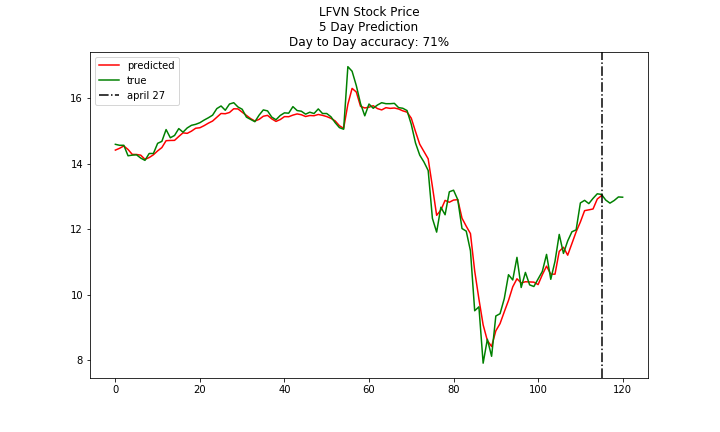 LFVN Stock Price
5 Day Prediction
Day to Day accuracy: 71%
predicted
true
april 27
16
14
12
10
8
0 20 40 60 80 100 120